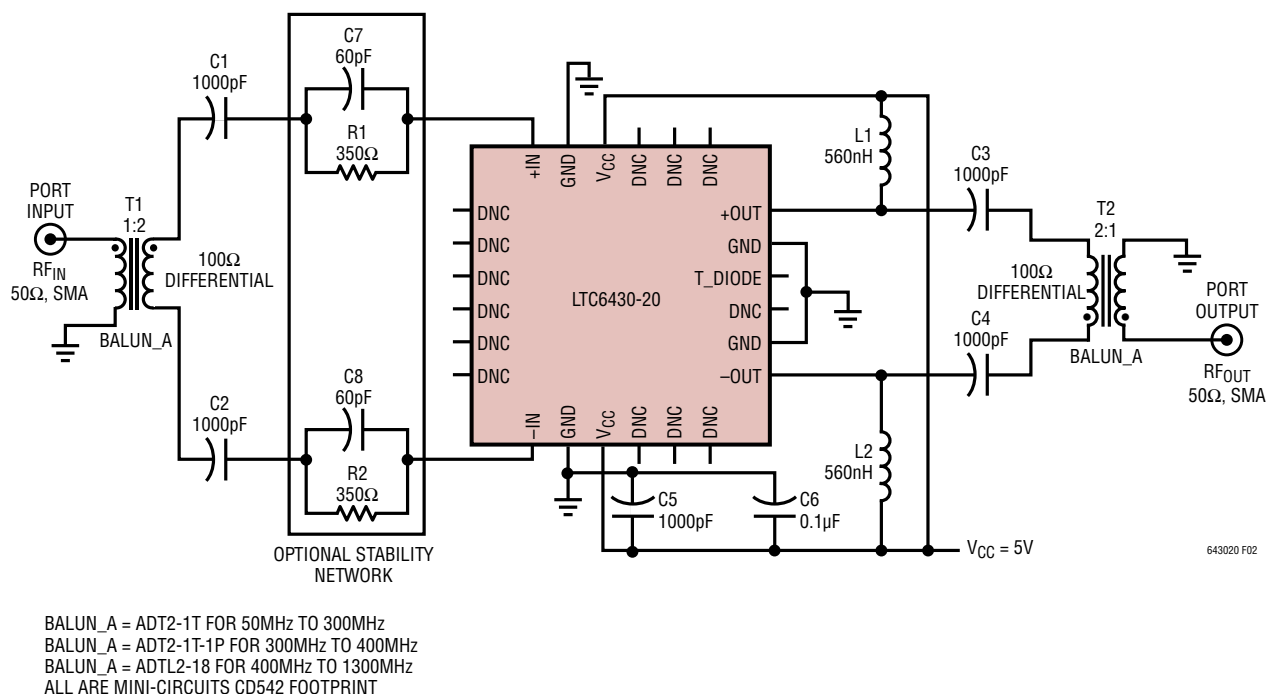 C7
60pF
C1
1000pF
R1
350Ω
PORT
INPUT
T1
1:2
RFIN
50Ω, SMA
100Ω
DIFFERENTIAL
BALUN_A
C2
1000pF
C8
60pF
R2
350Ω
OPTIONAL STABILITY
NETWORK
+IN
GND
VCC
DNC
DNC
DNC
DNC
DNC
DNC
DNC
DNC
DNC
LTC6430-20
+OUT
GND
T_DIODE
DNC
GND
–OUT
–IN
GND
VCC
DNC
DNC
DNC
C5
1000pF
C6
0.1µF
L1
560nH
L2
560nH
C3
1000pF
C4
1000pF
100Ω
DIFFERENTIAL
T2
2:1
BALUN_A
PORT
OUTPUT
RFOUT
50Ω, SMA
VCC = 5V
643020 F02
BALUN_A = ADT2-1T FOR 50MHz TO 300MHz
BALUN_A = ADT2-1T-1P FOR 300MHz TO 400MHz
BALUN_A = ADTL2-18 FOR 400MHz TO 1300MHz
ALL ARE MINI-CIRCUITS CD542 FOOTPRINT